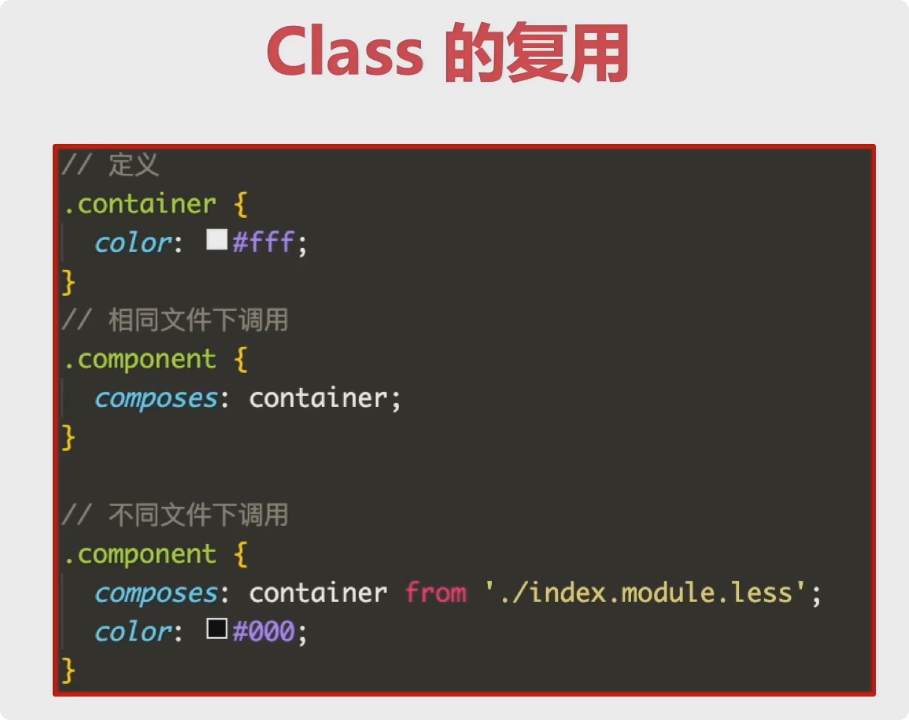 Class 的复用
// 定义
.container {
  color: #fff;
}
// 相同文件下调用
.component {
  composes: container;
}
// 不同文件下调用
.component {
  composes: container from './index.module.less';
  color: #000;
}